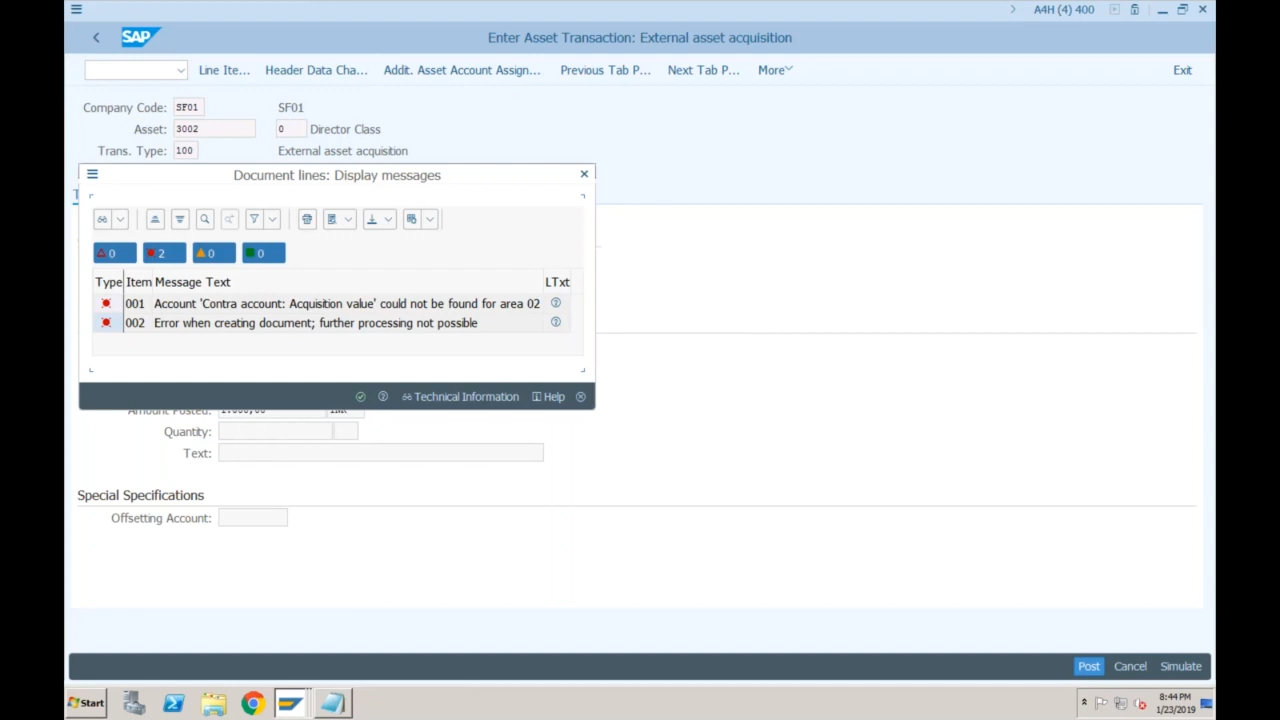 A4H (4) 400
SAP
Enter Asset Transaction: External asset acquisition
Line Ite... Header Data Cha... Addit. Asset Account Assign... Previous Tab P... Next Tab P... More Exit
Company Code: SF01 SF01
Asset: 3002 0 Director Class
Trans. Type: 100 External asset acquisition
Document lines: Display messages
0 2 0 0
Type Item Message Text LTxt
001 Account 'Contra account: Acquisition value' could not be found for area 02
002 Error when creating document; further processing not possible
Technical Information Help
Amount Posted:
Quantity:
Text:
Special Specifications
Offsetting Account:
Post Cancel Simulate
Start
8:44 PM
1/23/2019